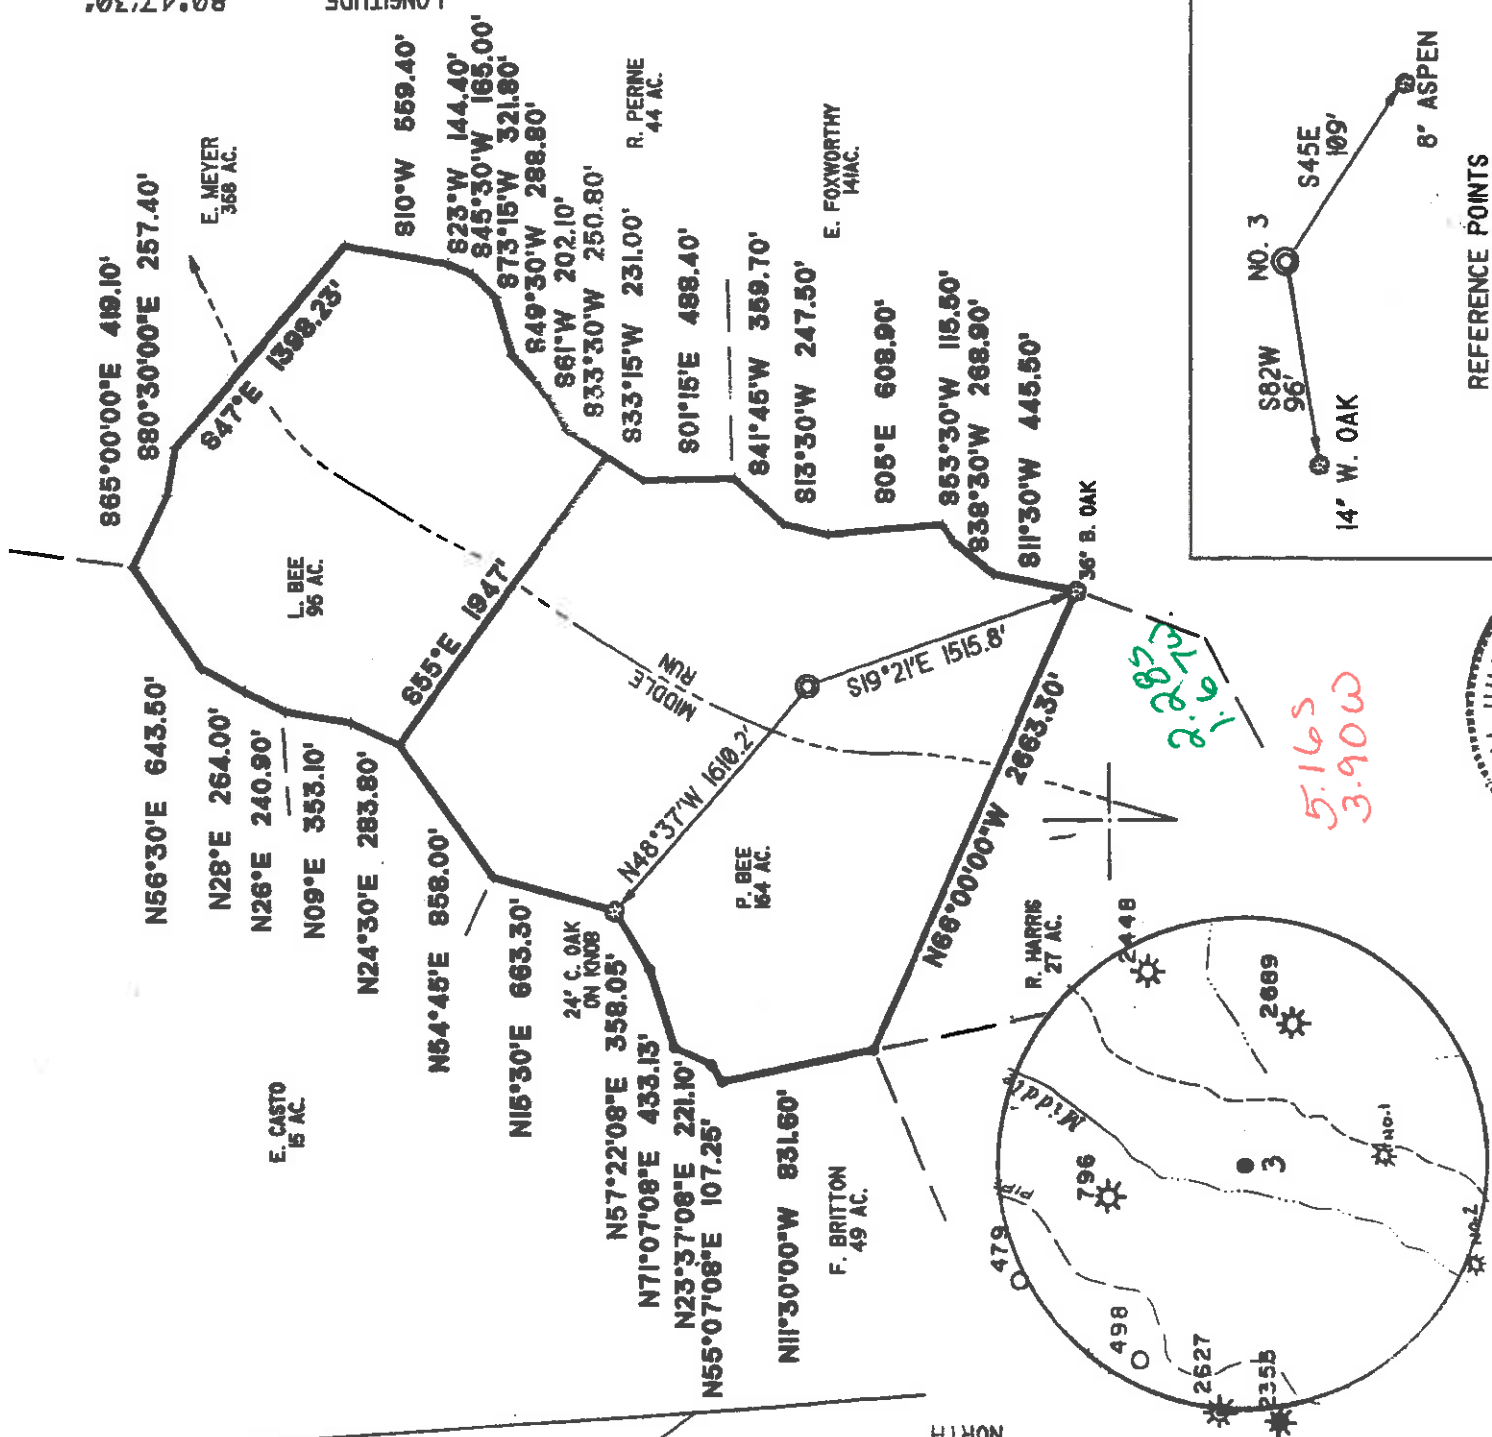 LONGITUDE 80°47'30"
S65°00'00"E 419.10'
S80°30'00"E 257.40'
E. MEYER
368 AC.
S47°E 1398.23'
S10°W 559.40'
S23°W 144.40'
S45°30'W 165.00'
S73°15'W 321.80'
S49°30'W 288.80'
S61°W 202.10'
S33°30'W 250.80'
S33°15'W 231.00'
R. PERINE
44 AC.
S01°15'E 488.40'
S41°45'W 359.70'
E. FOXWORTHY
141AC.
S13°30'W 247.50'
S05°E 608.90'
S53°30'W 115.50'
S38°30'W 268.90'
S11°30'W 445.50'
36" B. OAK
L. BEE
95 AC.
S55°E 1947'
N56°30'E 643.50'
N28°E 264.00'
N26°E 240.90'
N09°E 353.10'
N24°30'E 283.80'
N54°45'E 858.00'
N15°30'E 663.30'
24" C. OAK
ON KNOB
N57°22'08"E 358.05'
N71°07'08"E 433.13'
N23°37'08"E 221.10'
N55°07'08"E 107.25'
N11°30'00"W 831.60'
E. CASTO
15 AC.
F. BRITTON
49 AC.
MIDDLE
RUN
S19°21'E 1515.8'
N48°37'W 1610.2'
P. BEE
164 AC.
N66°00'00"W 2663.30'
R. HARRIS
27 AC.
2.28S
1.67W
5.16S
3.90W
NO. 3
S45E
109'
8" ASPEN
S82W
96'
14" W. OAK
REFERENCE POINTS
2448
2689
Middle
796
Pipe
479
498
2627
2355
3
NO.1
NO.2
NORTH